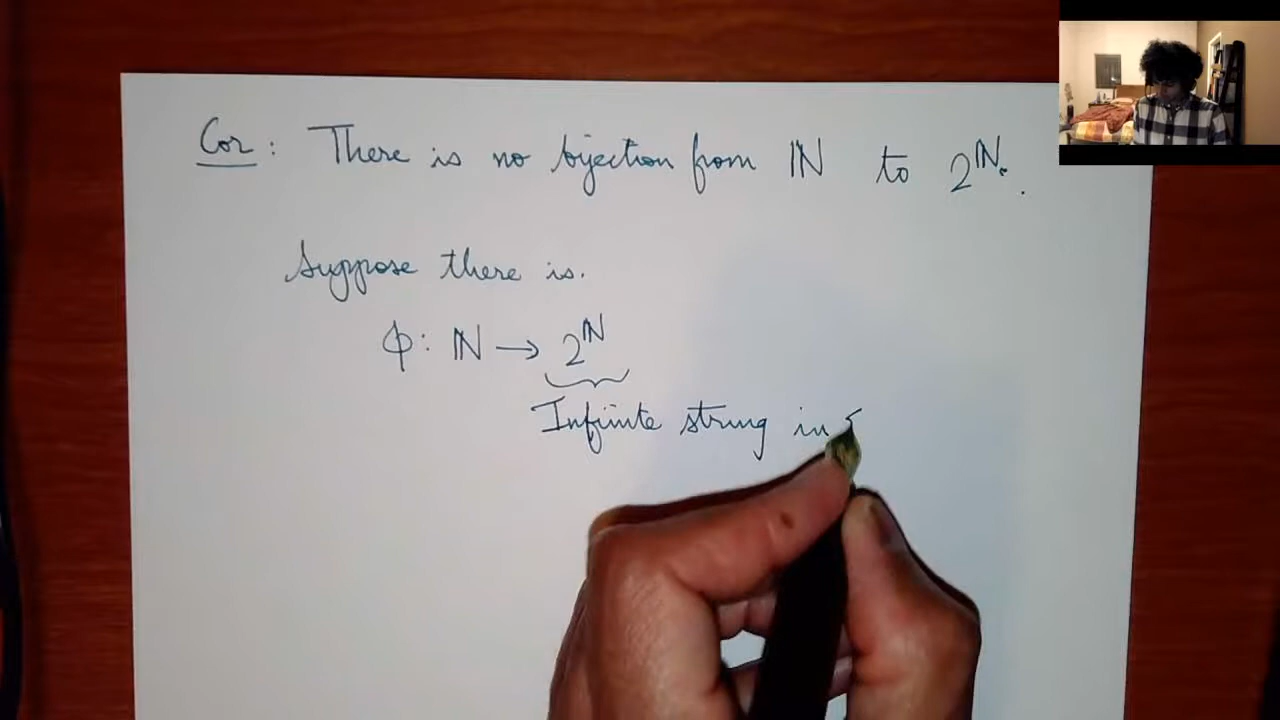 Cor: There is no bijection from ℕ to 2^ℕ.
Suppose there is.
ϕ: ℕ → 2^ℕ
Infinite string in {